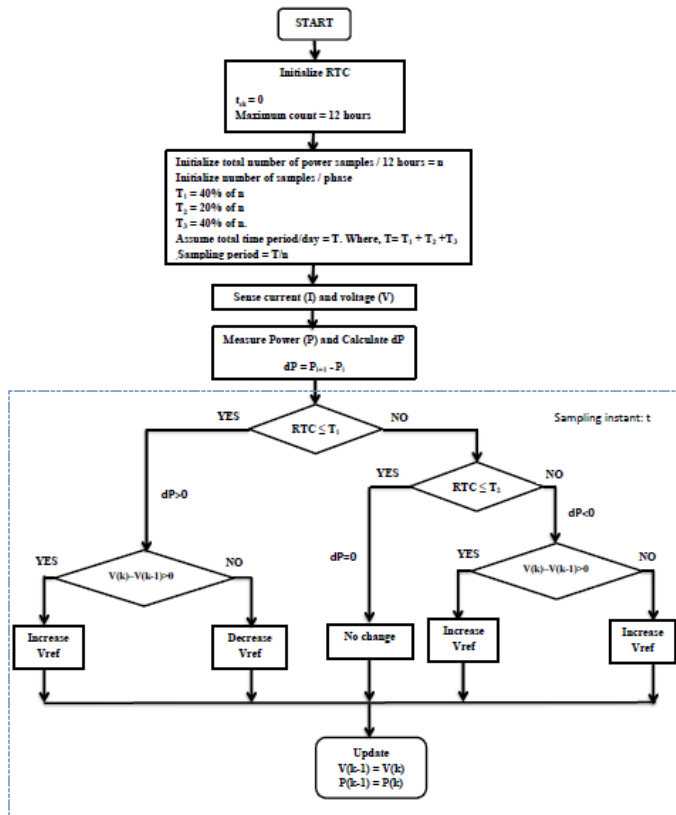 START
Initialize RTC
t_clk = 0
Maximum count = 12 hours
Initialize total number of power samples / 12 hours = n
Initialize number of samples / phase
T₁ = 40% of n
T₂ = 20% of n
T₃ = 40% of n.
Assume total time period/day = T. Where, T= T₁ + T₂ +T₃
Sampling period = T/n
Sense current (I) and voltage (V)
Measure Power (P) and Calculate dP
dP = Pᵢ₊₁ - Pᵢ
Sampling instant: t
YES
RTC ≤ T₁
NO
YES
RTC ≤ T₂
NO
dP>0
dP=0
dP<0
YES
V(k)–V(k-1)>0
NO
YES
V(k)–V(k-1)>0
NO
Increase
Vref
Decrease
Vref
No change
Increase
Vref
Increase
Vref
Update
V(k-1) = V(k)
P(k-1) = P(k)